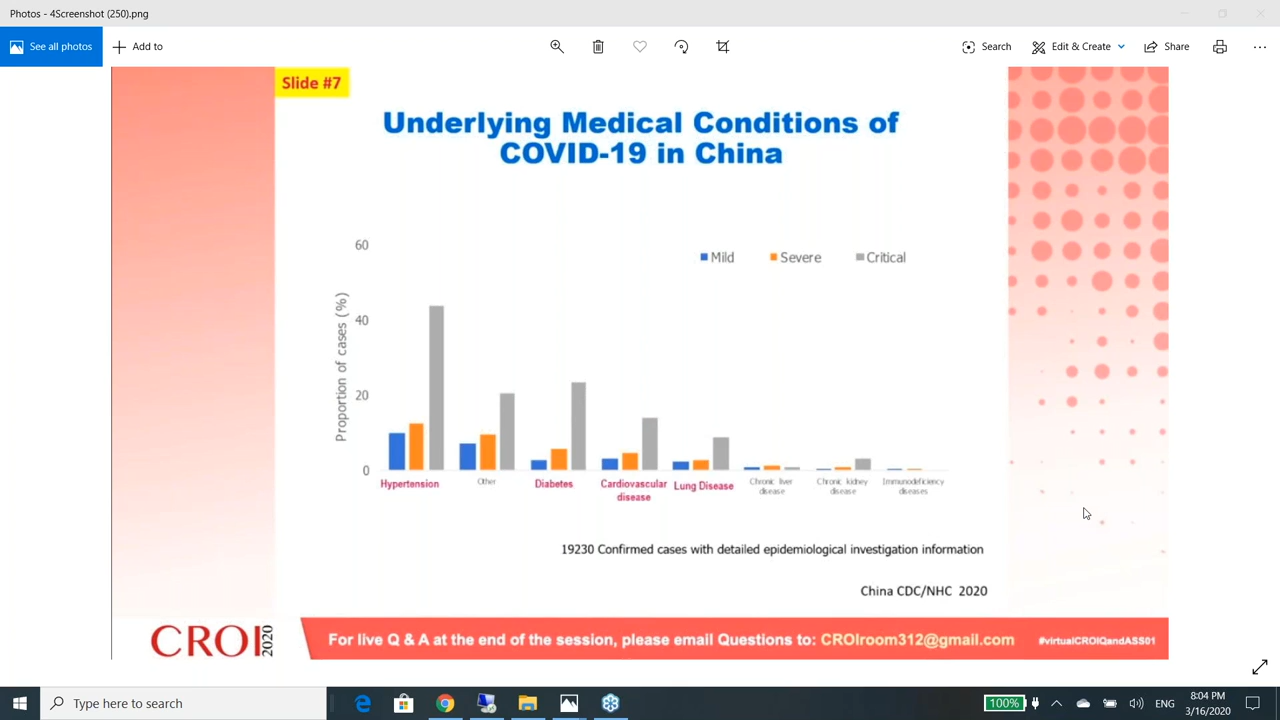 Photos - 4Screenshot (250).png
See all photos
Add to
Search
Edit & Create
Share
Slide #7
Underlying Medical Conditions of
COVID-19 in China
60
40
20
0
Proportion of cases (%)
Mild
Severe
Critical
Hypertension
Other
Diabetes
Cardiovascular
disease
Lung Disease
Chronic liver
disease
Chronic kidney
disease
Immunodeficiency
diseases
19230 Confirmed cases with detailed epidemiological investigation information
China CDC/NHC 2020
CROI 2020
For live Q & A at the end of the session, please email Questions to: CROIroom312@gmail.com
#virtualCROIQandASS01
Type here to search
100%
ENG
8:04 PM
3/16/2020